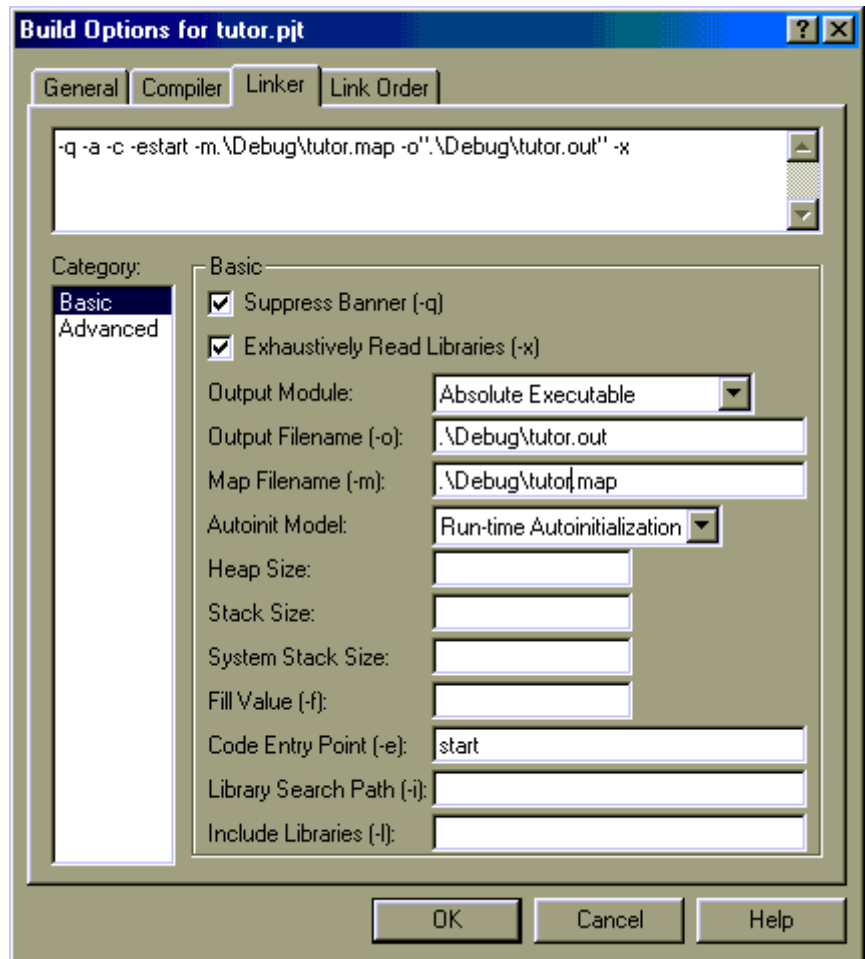 Build Options for tutor.pjt
General Compiler Linker Link Order
-q -a -c -estart -m.\Debug\tutor.map -o".\Debug\tutor.out" -x
Category:
Basic
Advanced
Basic
Suppress Banner (-q)
Exhaustively Read Libraries (-x)
Output Module: Absolute Executable
Output Filename (-o): .\Debug\tutor.out
Map Filename (-m): .\Debug\tutor.map
Autoinit Model: Run-time Autoinitialization
Heap Size:
Stack Size:
System Stack Size:
Fill Value (-f):
Code Entry Point (-e): start
Library Search Path (-i):
Include Libraries (-l):
OK Cancel Help